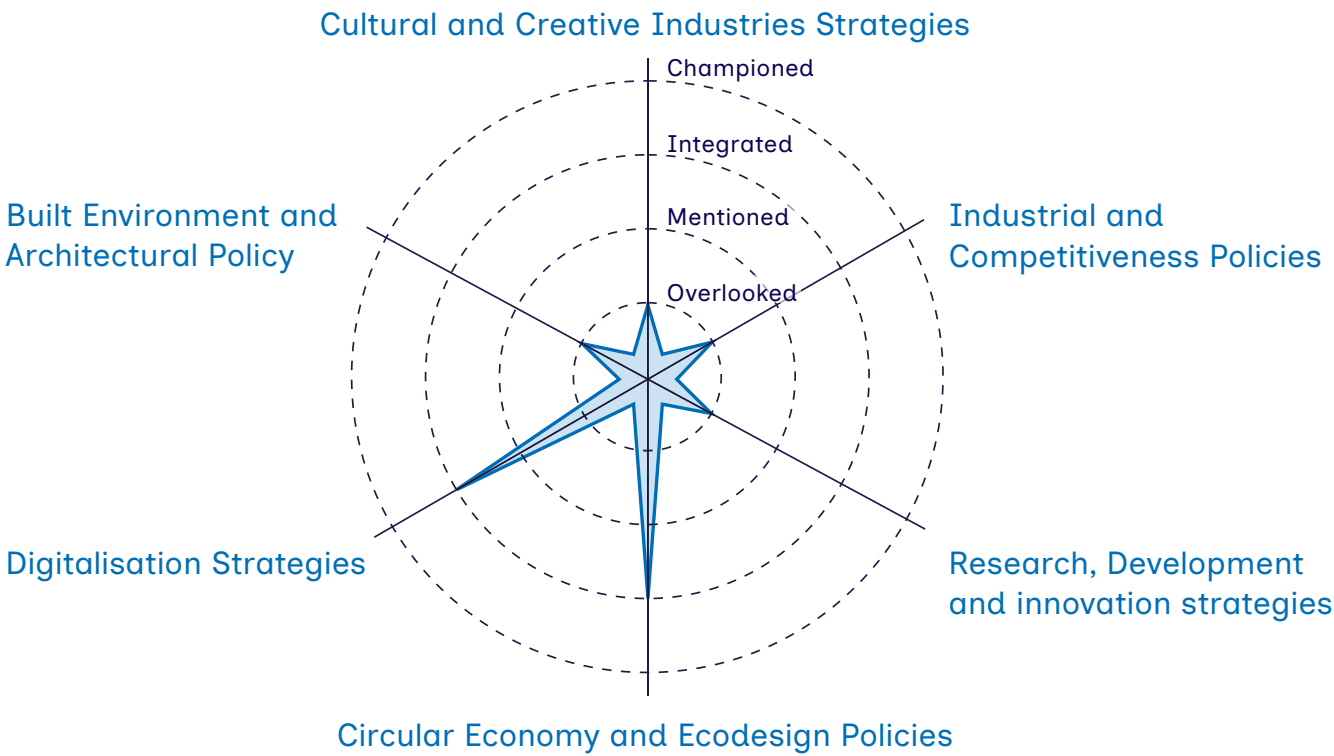 Cultural and Creative Industries Strategies
Championed
Integrated
Mentioned
Overlooked
Built Environment and
Architectural Policy
Industrial and
Competitiveness Policies
Digitalisation Strategies
Research, Development
and innovation strategies
Circular Economy and Ecodesign Policies